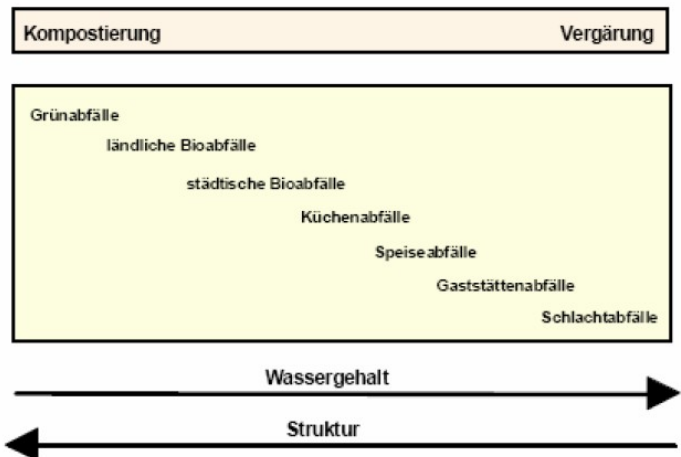 Kompostierung Vergärung
Grünabfälle
ländliche Bioabfälle
städtische Bioabfälle
Küchenabfälle
Speiseabfälle
Gaststättenabfälle
Schlachtabfälle
Wassergehalt
Struktur